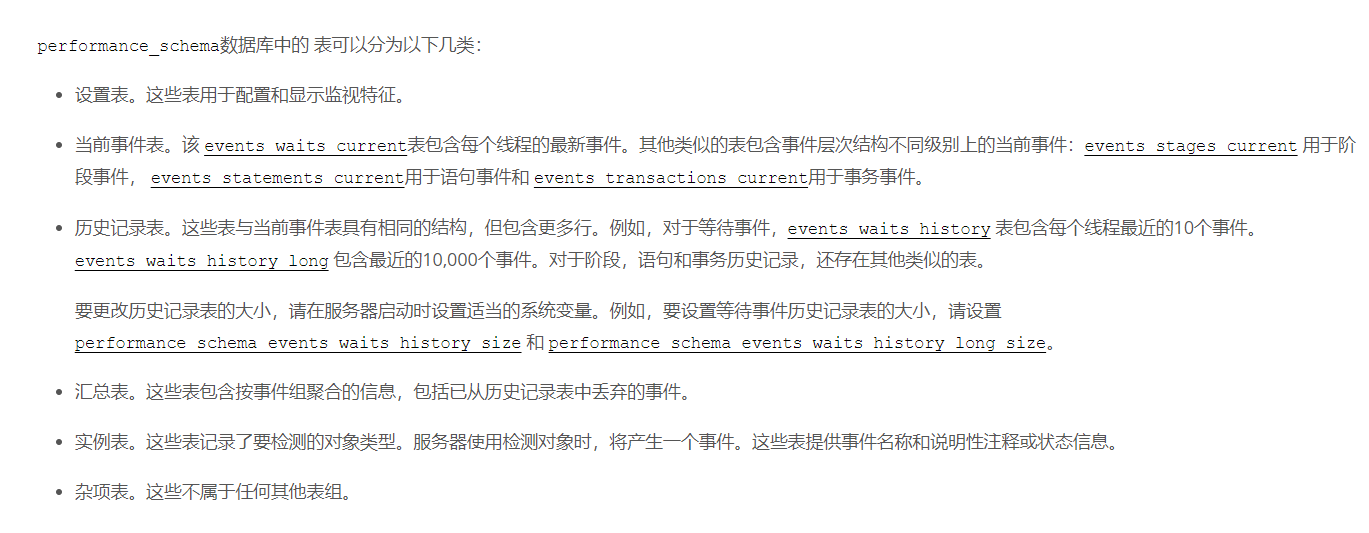 performance_schema数据库中的 表可以分为以下几类：
• 设置表。这些表用于配置和显示监视特征。
• 当前事件表。该 events_waits_current表包含每个线程的最新事件。其他类似的表包含事件层次结构不同级别上的当前事件：events_stages_current 用于阶
段事件， events_statements_current用于语句事件和 events_transactions_current用于事务事件。
• 历史记录表。这些表与当前事件表具有相同的结构，但包含更多行。例如，对于等待事件，events_waits_history 表包含每个线程最近的10个事件。
events_waits_history_long 包含最近的10,000个事件。对于阶段，语句和事务历史记录，还存在其他类似的表。
要更改历史记录表的大小，请在服务器启动时设置适当的系统变量。例如，要设置等待事件历史记录表的大小，请设置
performance_schema_events_waits_history_size 和 performance_schema_events_waits_history_long_size。
• 汇总表。这些表包含按事件组聚合的信息，包括已从历史记录表中丢弃的事件。
• 实例表。这些表记录了要检测的对象类型。服务器使用检测对象时，将产生一个事件。这些表提供事件名称和说明性注释或状态信息。
• 杂项表。这些不属于任何其他表组。